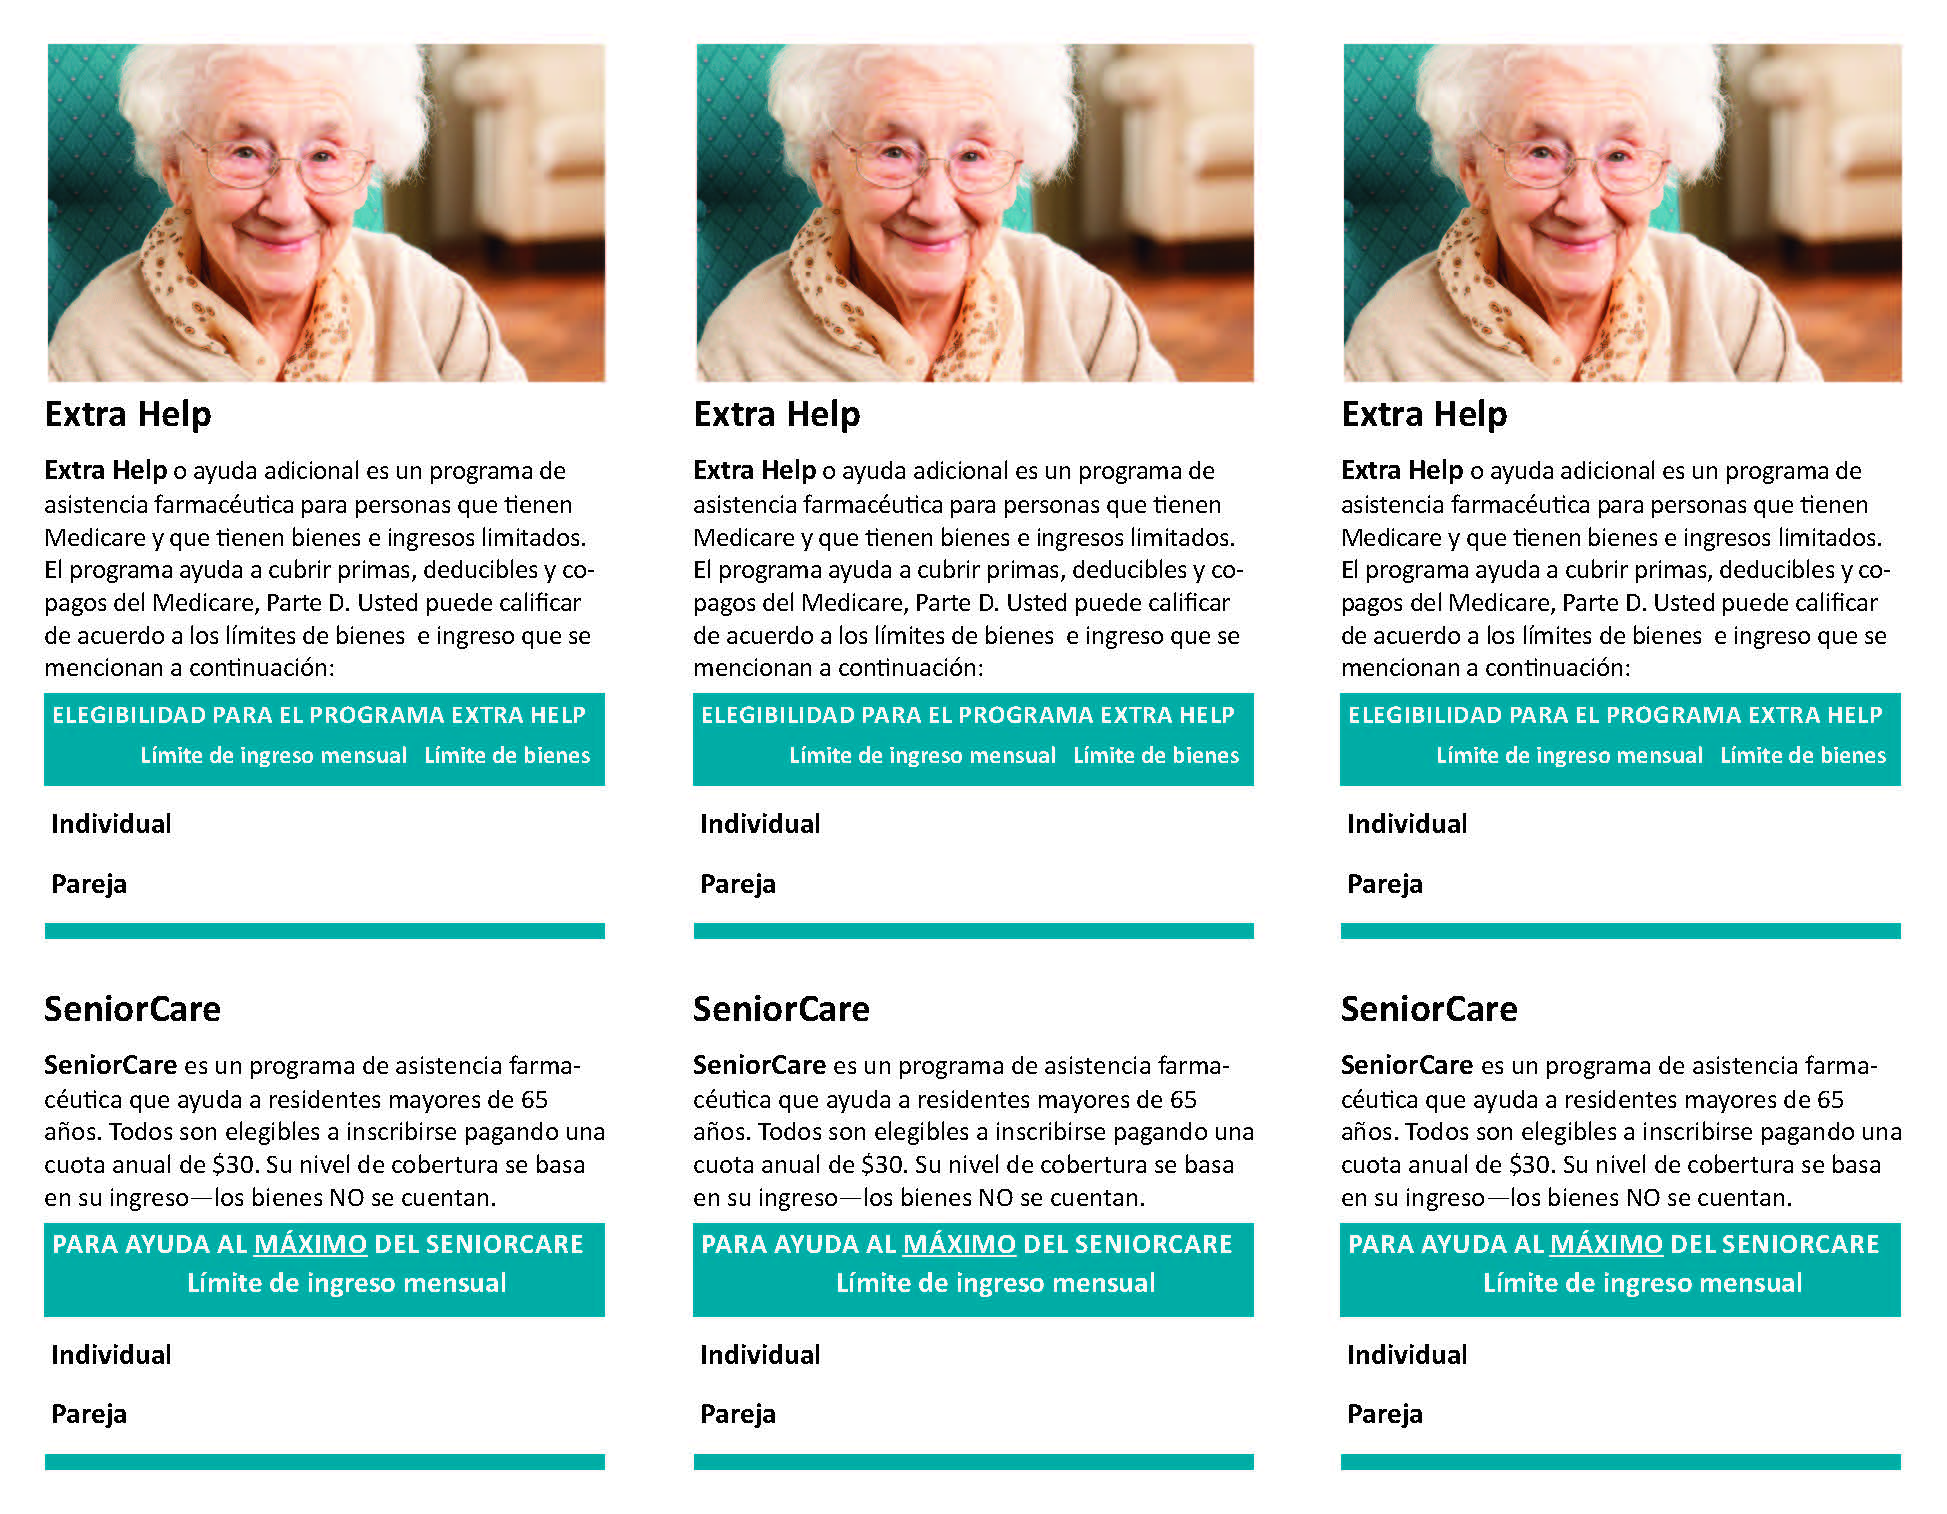 Extra Help
Extra Help o ayuda adicional es un programa de
asistencia farmacéutica para personas que tienen
Medicare y que tienen bienes e ingresos limitados.
El programa ayuda a cubrir primas, deducibles y co-
pagos del Medicare, Parte D. Usted puede calificar
de acuerdo a los límites de bienes  e ingreso que se
mencionan a continuación:
ELEGIBILIDAD PARA EL PROGRAMA EXTRA HELP
Límite de ingreso mensual   Límite de bienes
Individual
Pareja
SeniorCare
SeniorCare es un programa de asistencia farma-
céutica que ayuda a residentes mayores de 65
años. Todos son elegibles a inscribirse pagando una
cuota anual de $30. Su nivel de cobertura se basa
en su ingreso—los bienes NO se cuentan.
PARA AYUDA AL MÁXIMO DEL SENIORCARE
Límite de ingreso mensual
Individual
Pareja
Extra Help
Extra Help o ayuda adicional es un programa de
asistencia farmacéutica para personas que tienen
Medicare y que tienen bienes e ingresos limitados.
El programa ayuda a cubrir primas, deducibles y co-
pagos del Medicare, Parte D. Usted puede calificar
de acuerdo a los límites de bienes  e ingreso que se
mencionan a continuación:
ELEGIBILIDAD PARA EL PROGRAMA EXTRA HELP
Límite de ingreso mensual   Límite de bienes
Individual
Pareja
SeniorCare
SeniorCare es un programa de asistencia farma-
céutica que ayuda a residentes mayores de 65
años. Todos son elegibles a inscribirse pagando una
cuota anual de $30. Su nivel de cobertura se basa
en su ingreso—los bienes NO se cuentan.
PARA AYUDA AL MÁXIMO DEL SENIORCARE
Límite de ingreso mensual
Individual
Pareja
Extra Help
Extra Help o ayuda adicional es un programa de
asistencia farmacéutica para personas que tienen
Medicare y que tienen bienes e ingresos limitados.
El programa ayuda a cubrir primas, deducibles y co-
pagos del Medicare, Parte D. Usted puede calificar
de acuerdo a los límites de bienes  e ingreso que se
mencionan a continuación:
ELEGIBILIDAD PARA EL PROGRAMA EXTRA HELP
Límite de ingreso mensual   Límite de bienes
Individual
Pareja
SeniorCare
SeniorCare es un programa de asistencia farma-
céutica que ayuda a residentes mayores de 65
años. Todos son elegibles a inscribirse pagando una
cuota anual de $30. Su nivel de cobertura se basa
en su ingreso—los bienes NO se cuentan.
PARA AYUDA AL MÁXIMO DEL SENIORCARE
Límite de ingreso mensual
Individual
Pareja